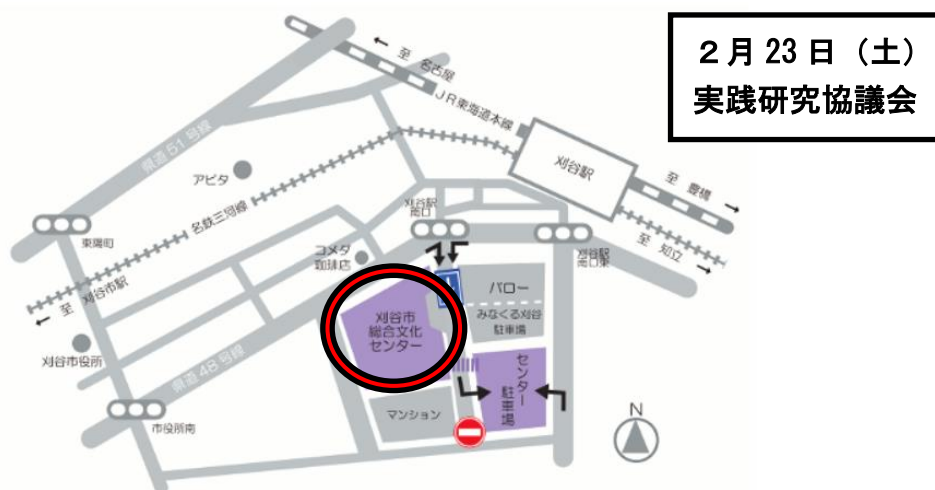 2月23日（土）
実践研究協議会
至 名古屋
JR東海道本線
刈谷駅
至 豊橋
至 知立
県道51号線
アピタ
名鉄三河線
刈谷駅
南口
東陽町
コメダ
珈琲店
刈谷駅
南口東
至 刈谷市駅
バロー
みなくる刈谷
駐車場
刈谷市
総合文化
センター
刈谷市役所
県道48号線
センター
駐車場
マンション
市役所南
N